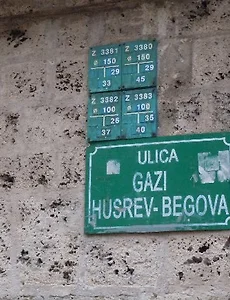 Z 3381
ø 150
29
33
Z 3380
ø 150
29
45
Z 3382
ø 100
25
37
Z 3383
ø 100
35
40
ULICA
GAZI
HUSREV-BEGOVA